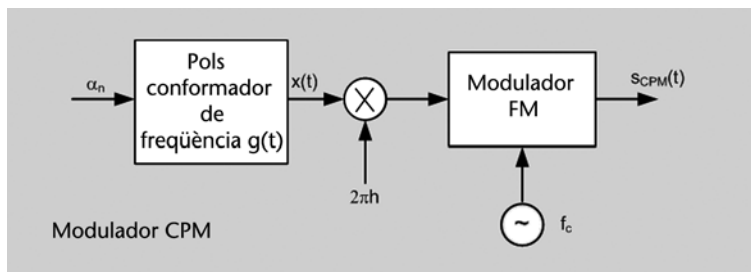 αn
Pols
conformador
de
freqüència g(t)
x(t)
2πh
Modulador
FM
sCPM(t)
~
fc
Modulador CPM